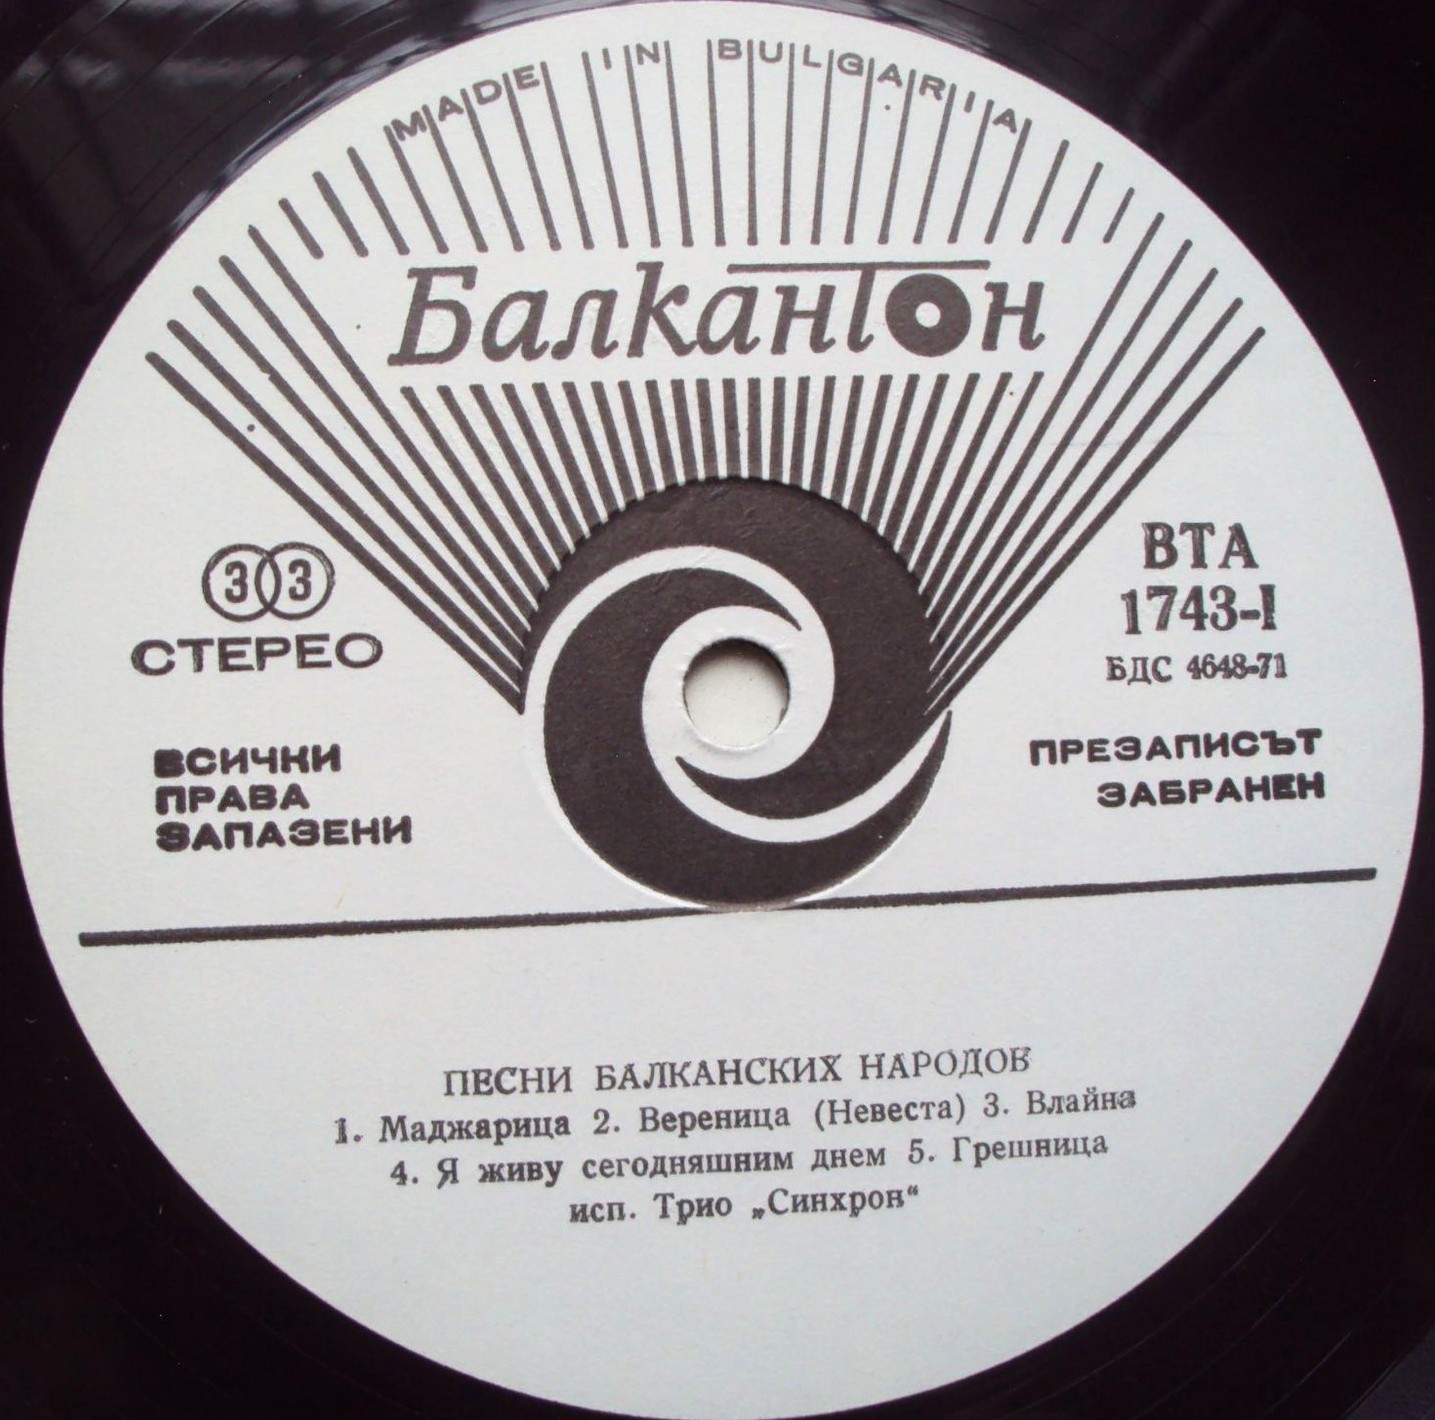 MADE IN BULGARIA
Балкантон
33
СТЕРЕО
ВСИЧКИ
ПРАВА
ЗАПАЗЕНИ
ВТА
1743-I
БДС 4648-71
ПРЕЗАПИСЪТ
ЗАБРАНЕН
ПЕСНИ БАЛКАНСКИХ НАРОДОВ
1. Маджарица 2. Вереница (Невеста) 3. Влайна
4. Я живу сегодняшним днем 5. Грешница
исп. Трио „Синхрон“